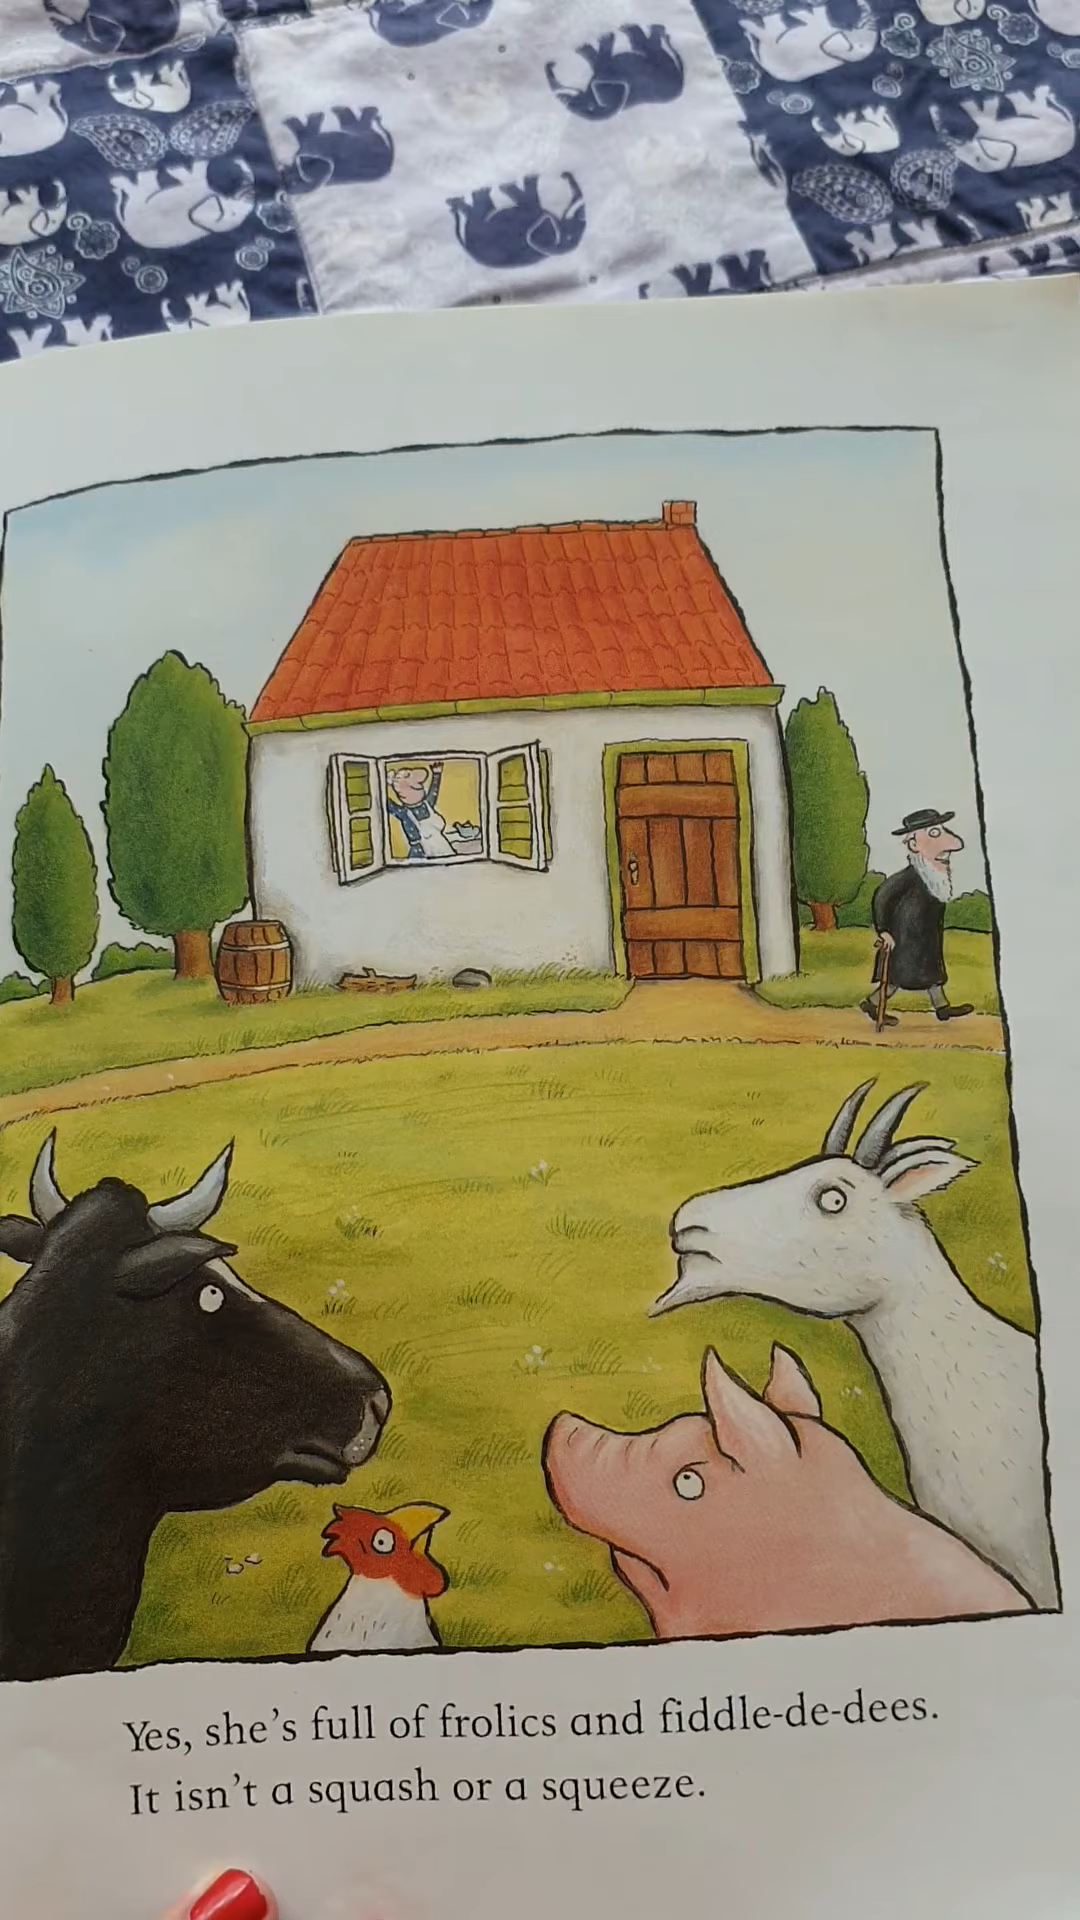 Yes, she's full of frolics and fiddle-de-dees.
It isn't a squash or a squeeze.